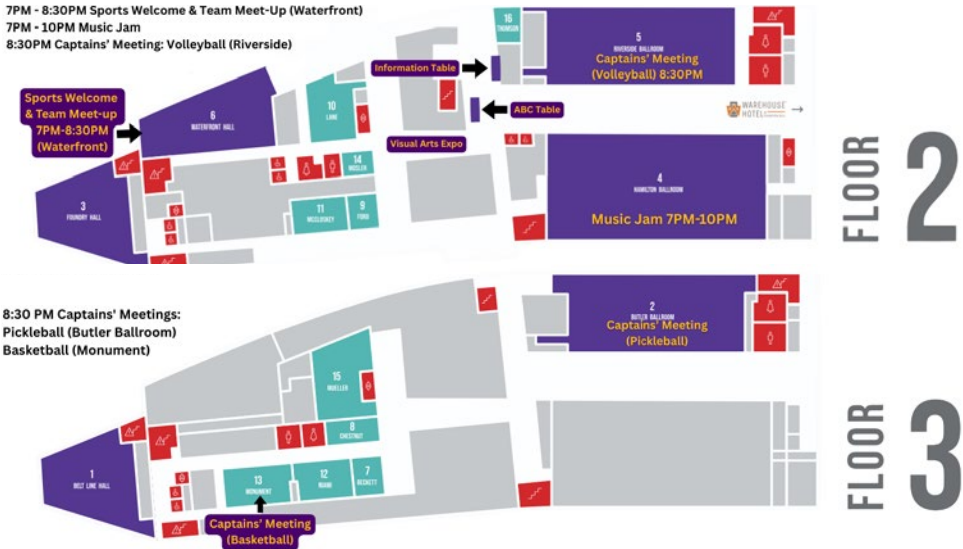 7PM - 8:30PM Sports Welcome & Team Meet-Up (Waterfront)
7PM - 10PM Music Jam
8:30PM Captains' Meeting: Volleyball (Riverside)
Sports Welcome
& Team Meet-up
7PM-8:30PM
(Waterfront)
6
WATERFRONT HALL
3
FOUNDRY HALL
10
LANE
14
MOSLER
11
MCCLOSKEY
9
FORD
16
THOMSON
Information Table
ABC Table
Visual Arts Expo
5
RIVERSIDE BALLROOM
Captains' Meeting
(Volleyball) 8:30PM
WAREHOUSE
HOTEL
4
HAMILTON BALLROOM
Music Jam 7PM-10PM
FLOOR 2
8:30 PM Captains' Meetings:
Pickleball (Butler Ballroom)
Basketball (Monument)
2
BUTLER BALLROOM
Captains' Meeting
(Pickleball)
15
MUELLER
8
CHESTNUT
1
BELT LINE HALL
13
MONUMENT
12
7
BECKETT
Captains' Meeting
(Basketball)
FLOOR 3